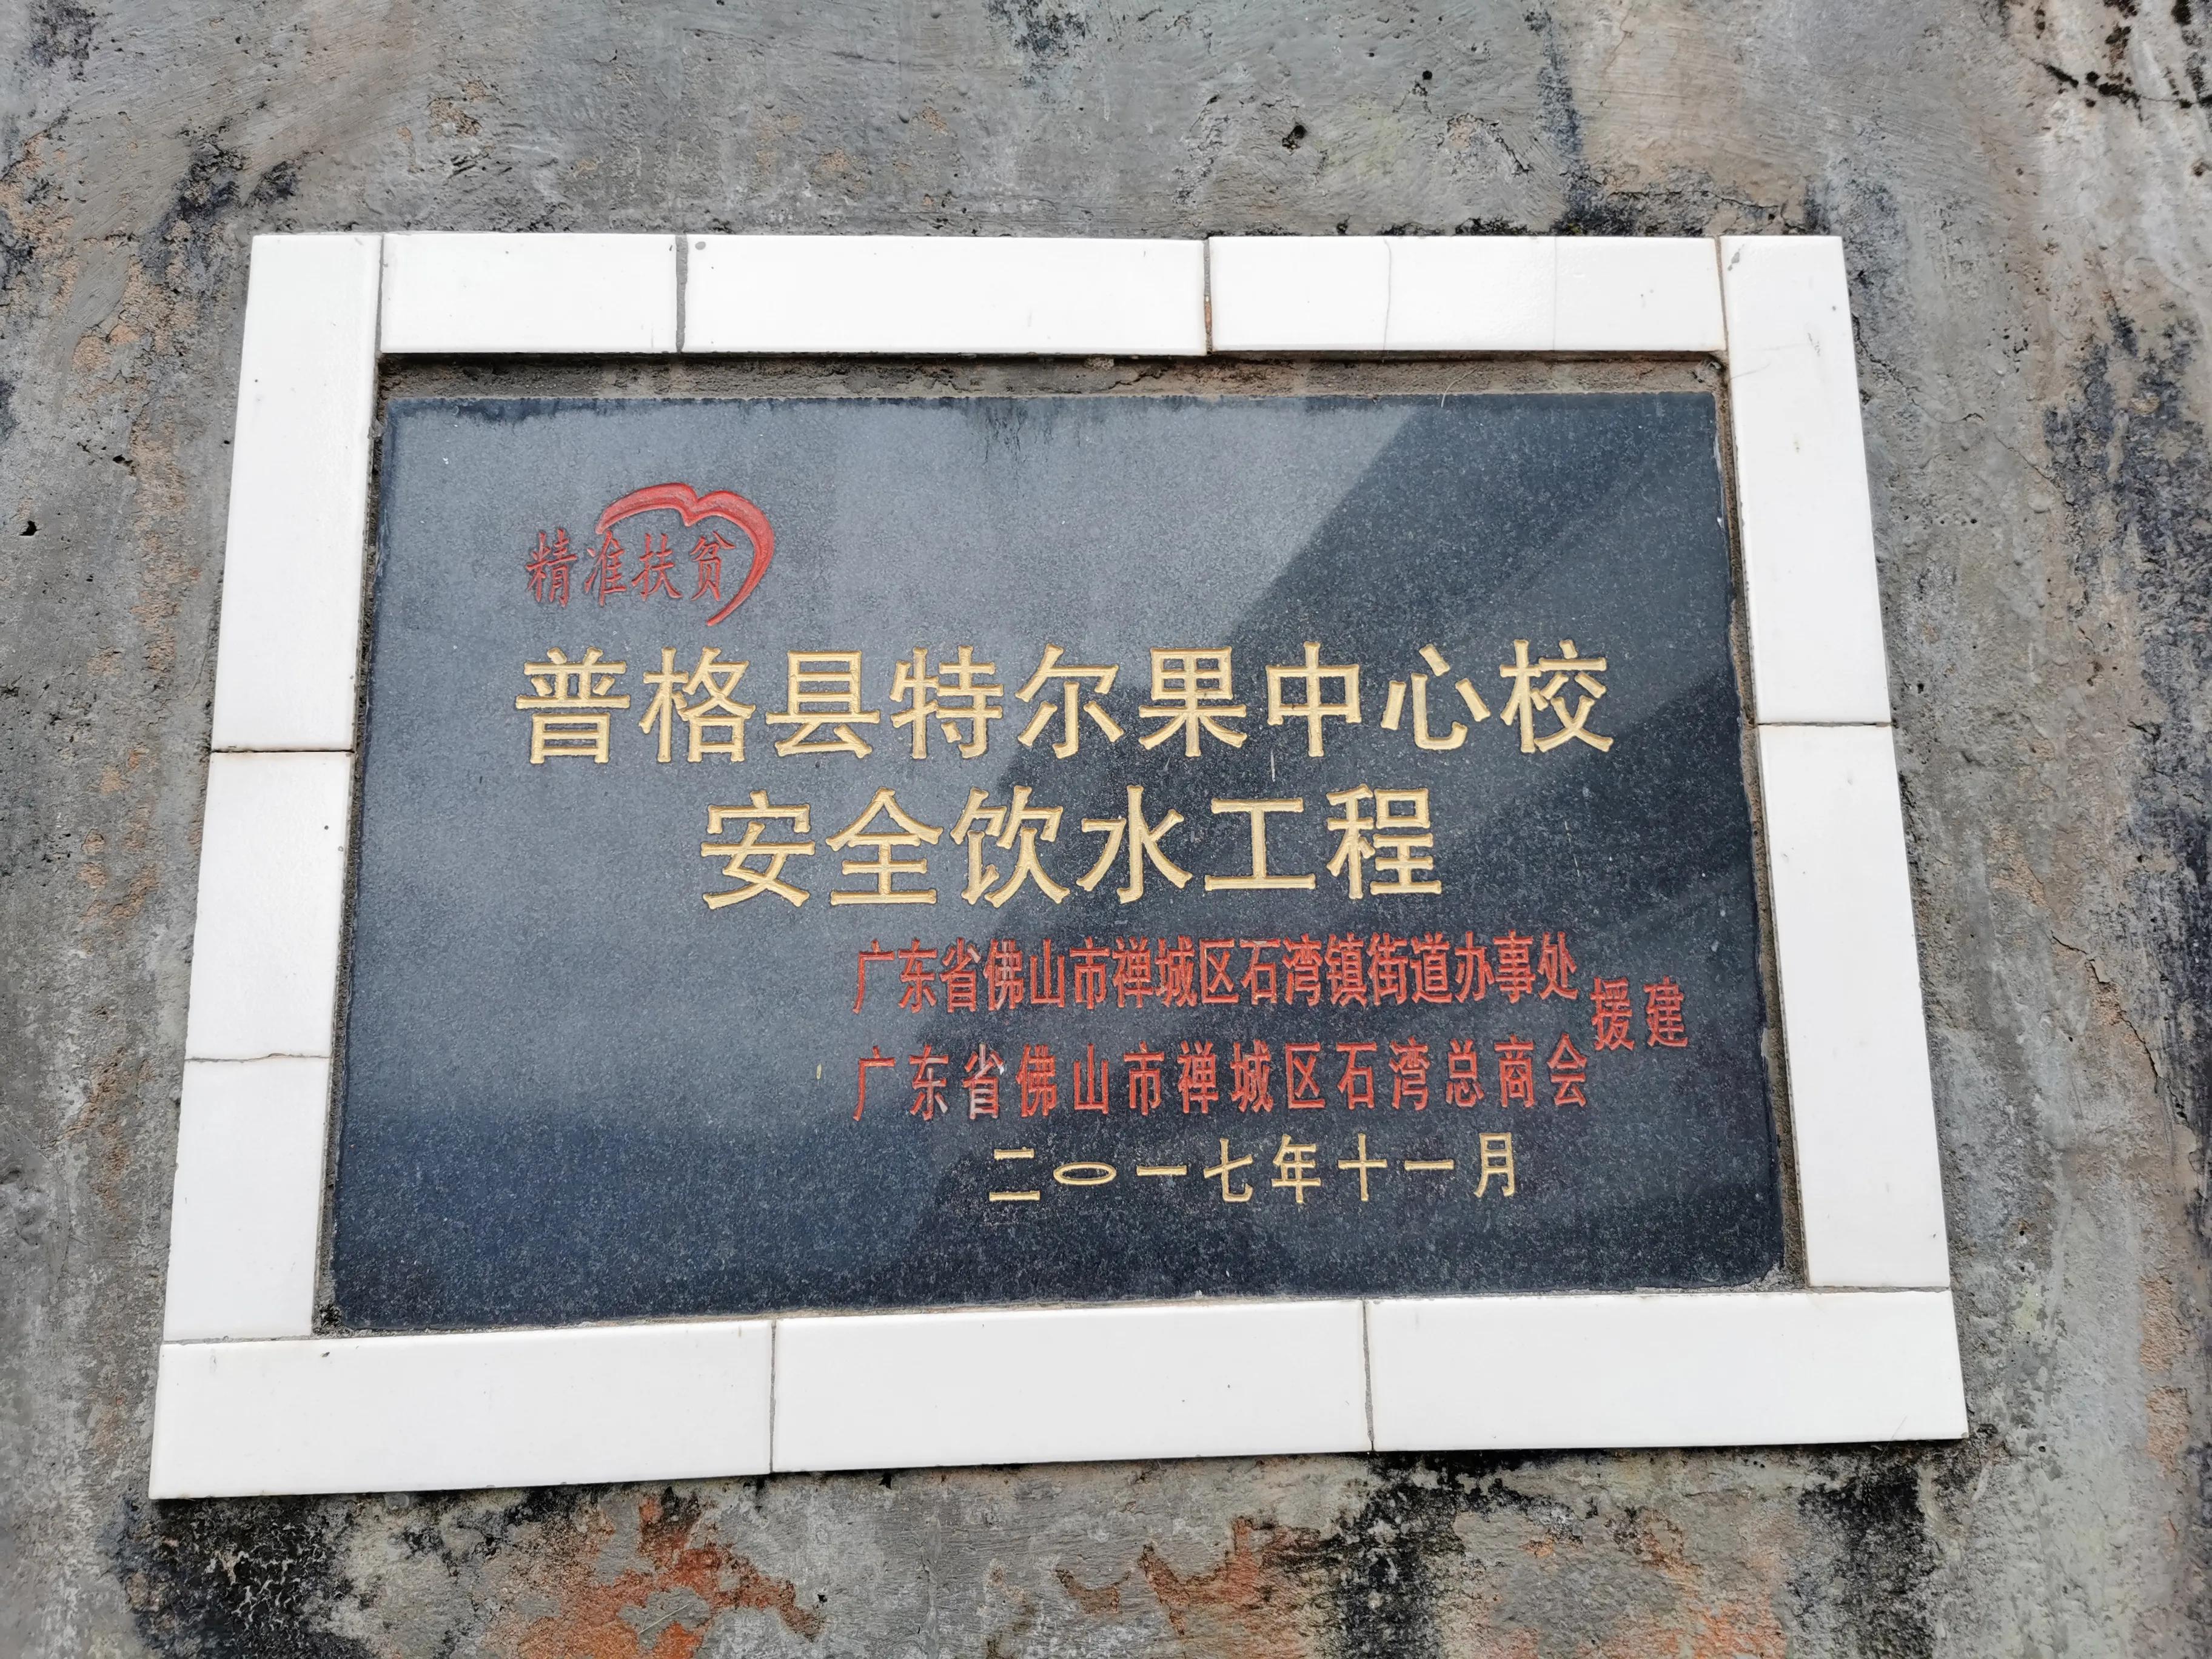 精准扶贫
普格县特尔果中心校
安全饮水工程
广东省佛山市禅城区石湾镇街道办事处
广东省佛山市禅城区石湾总商会
援建
二〇一七年十一月